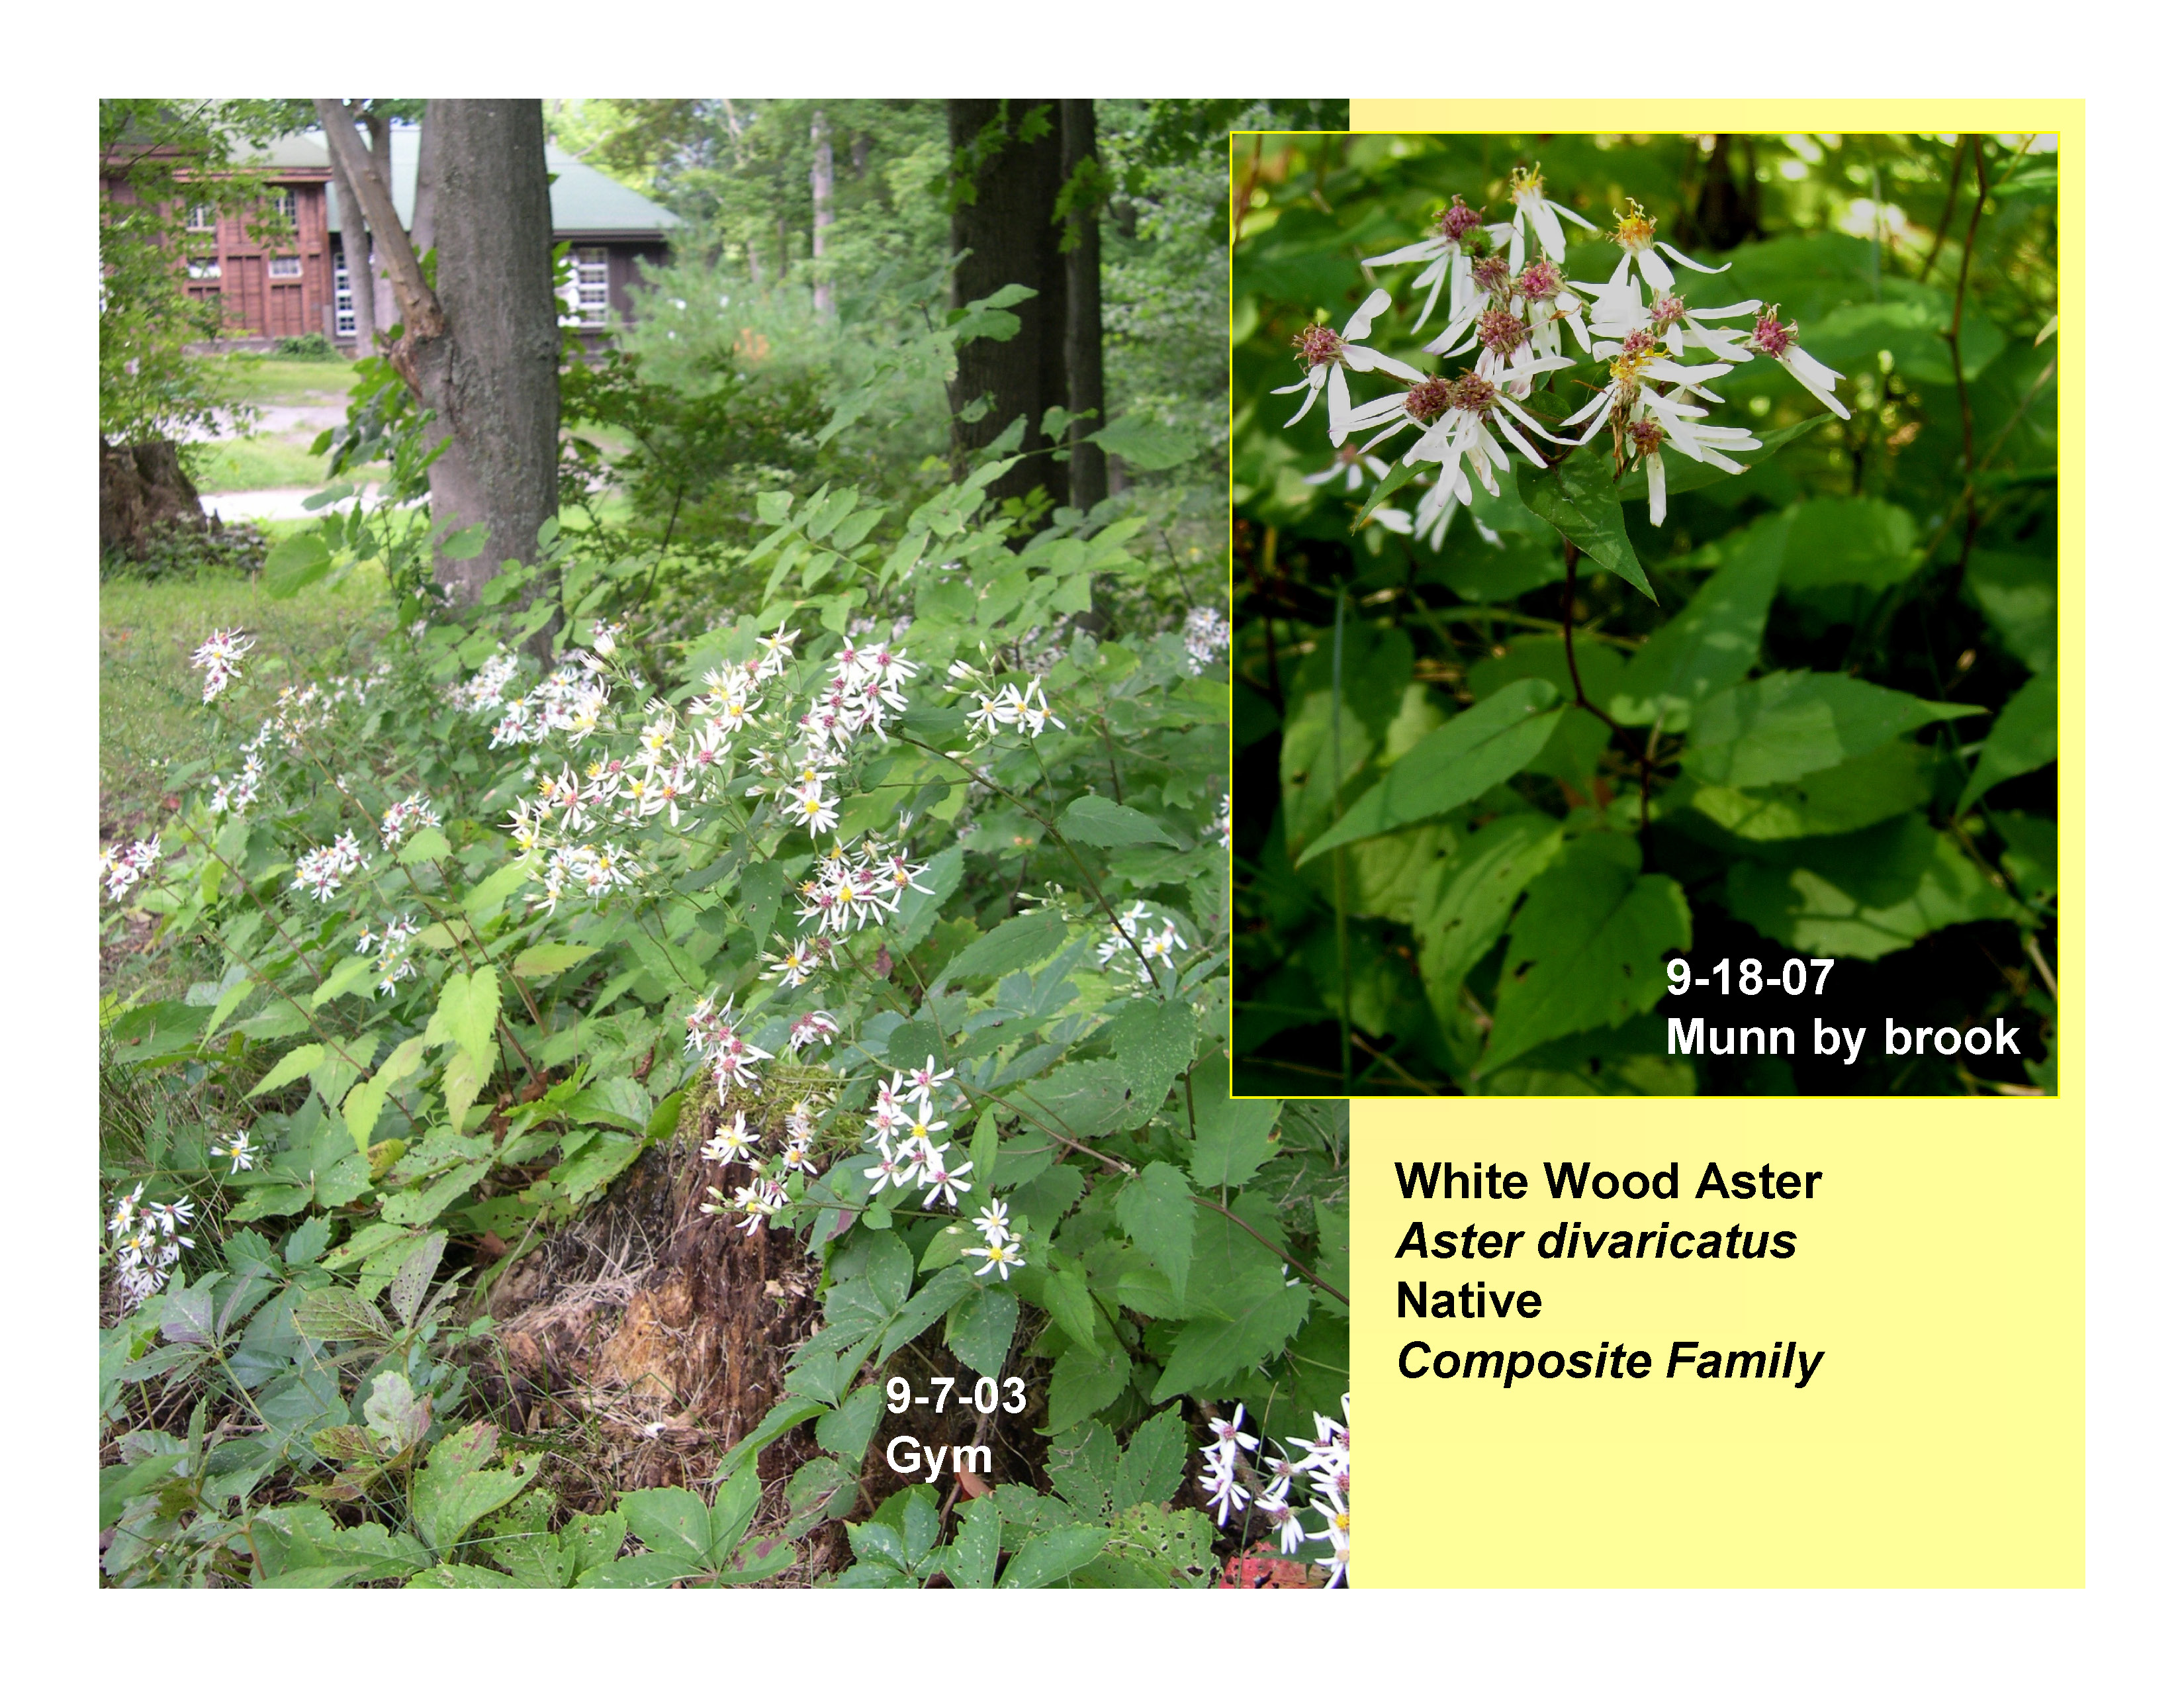 9-18-07
Munn by brook
White Wood Aster
Aster divaricatus
Native
Composite Family
9-7-03
Gym